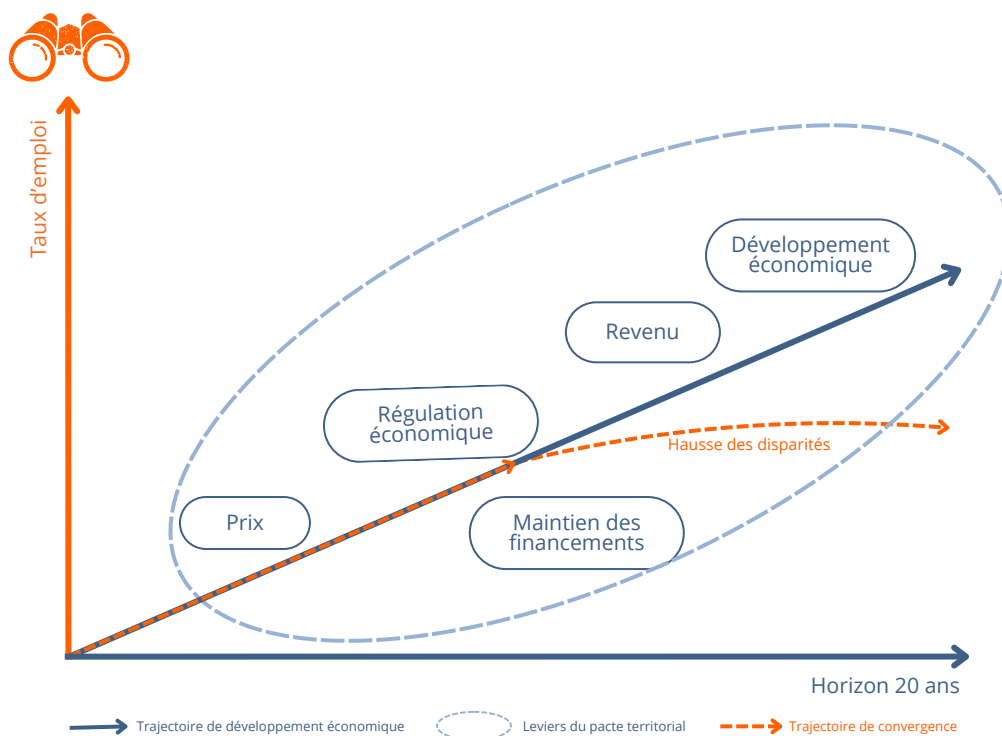 Taux d'emploi
Développement
économique
Revenu
Régulation
économique
Hausse des disparités
Prix
Maintien des
financements
Horizon 20 ans
Trajectoire de développement économique
Leviers du pacte territorial
Trajectoire de convergence